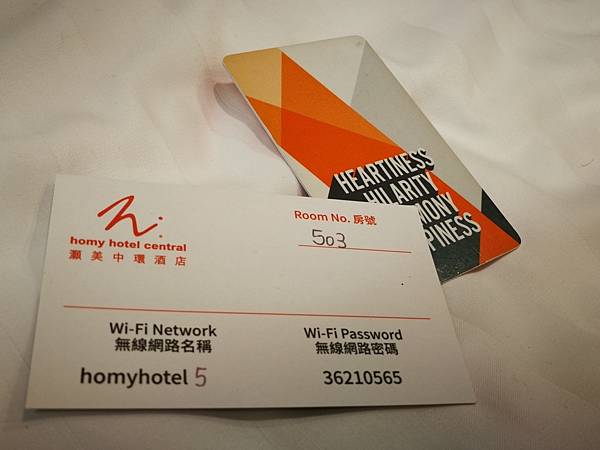 HEARTINESS
HILARITY
homy hotel central
灝美中環酒店
Room No. 房號
503
Wi-Fi Network
無線網路名稱
homyhotel 5
Wi-Fi Password
無線網路密碼
36210565